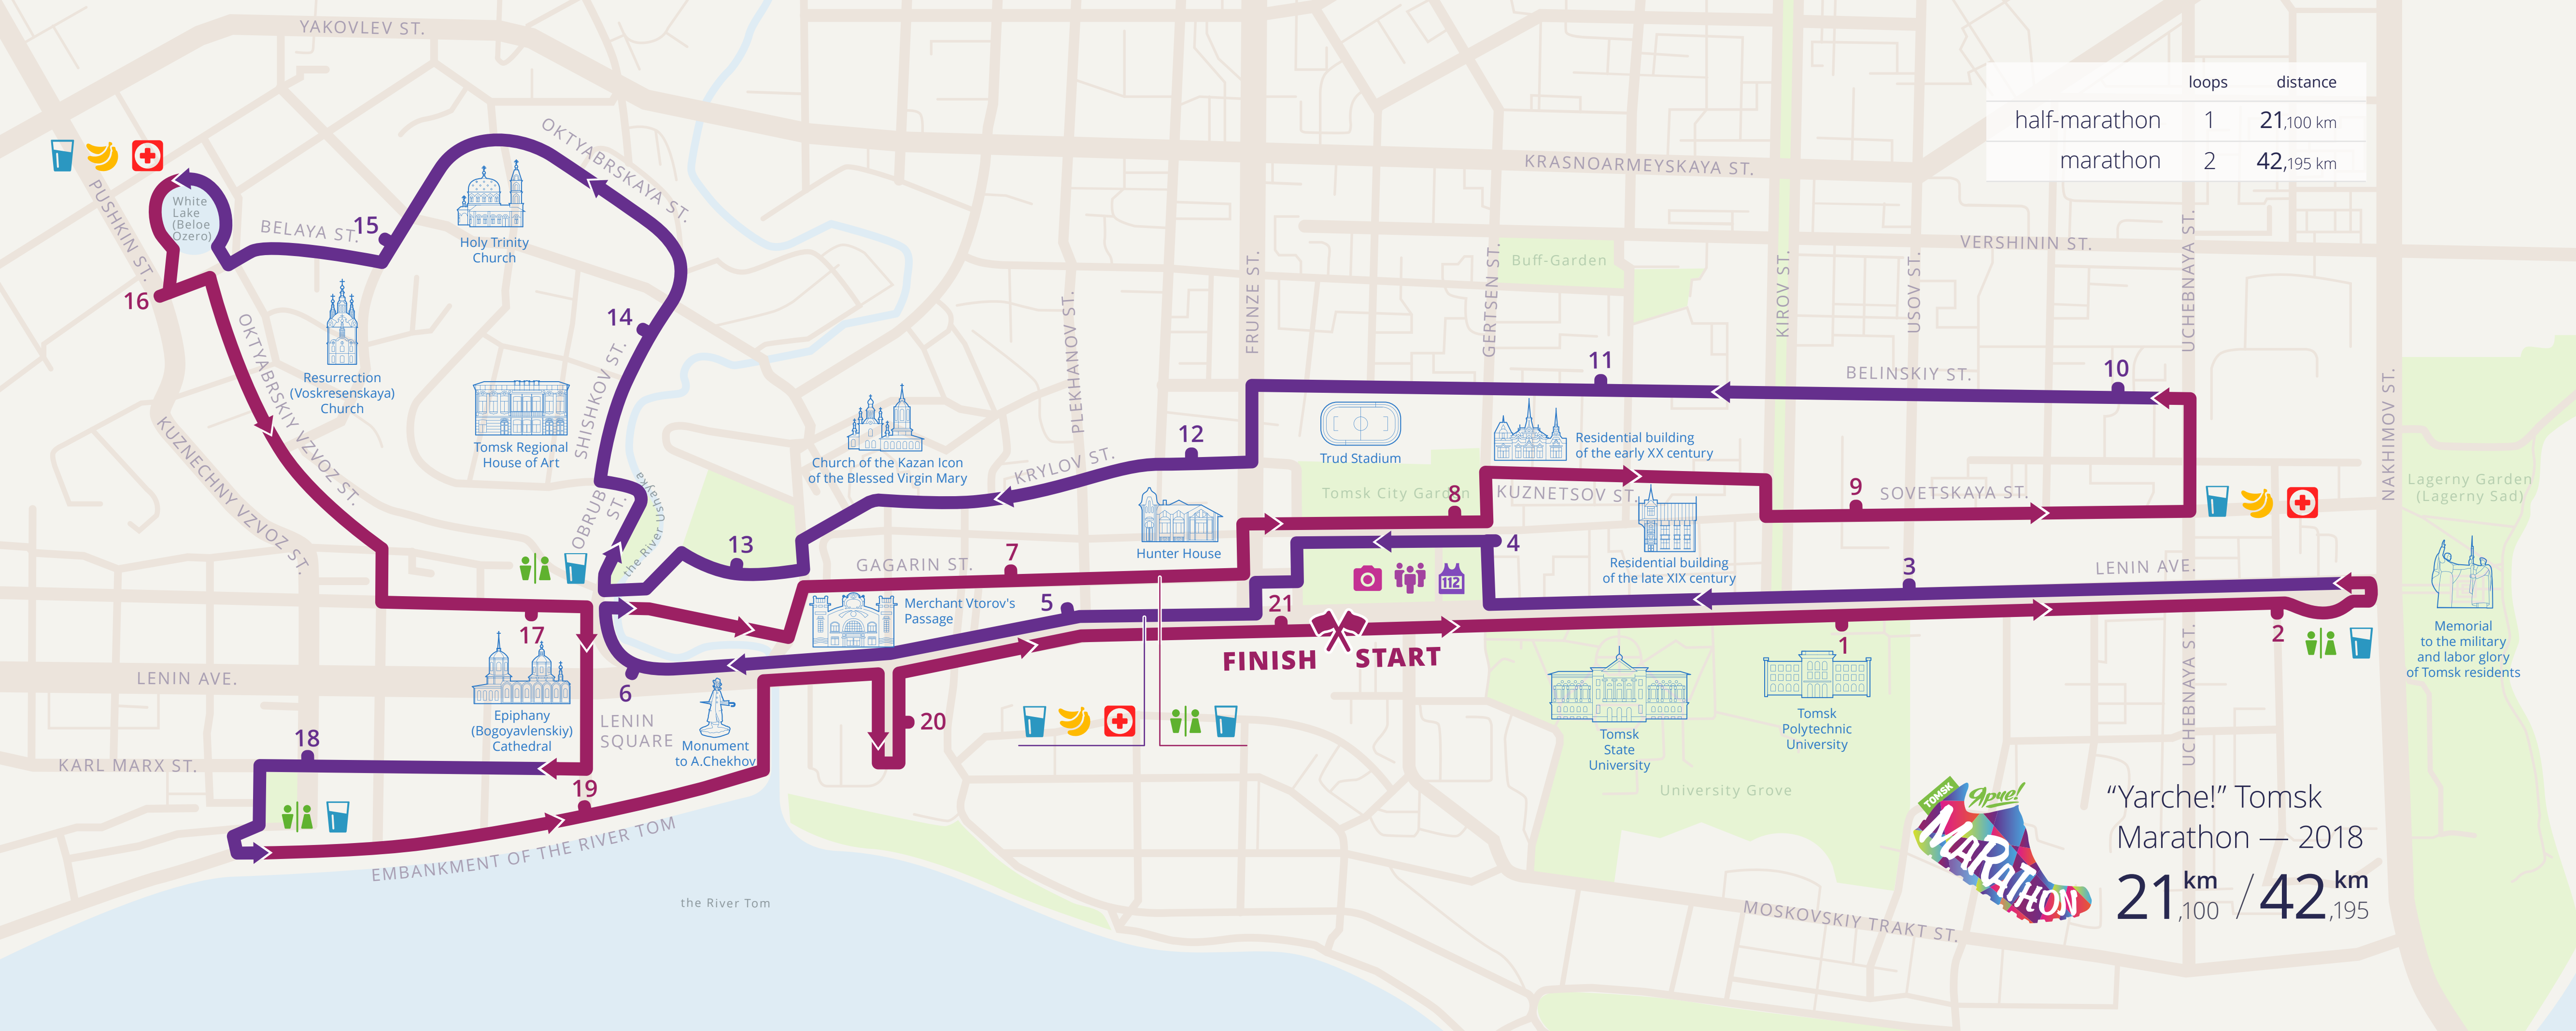 YAKOVLEV ST.
OKTYABRSKAYA ST.
PUSHKIN ST.
White
Lake
(Beloe
Ozero)
BELAYA ST.
15
Holy Trinity
Church
16
14
OKTYABRSKIY VZVOZ ST.
Resurrection
(Voskresenskaya)
Church
SHISHKOV ST.
Tomsk Regional
House of Art
KUZNECHNIY VZVOZ ST.
OBRUB
ST.
the River Ushayka
Church of the Kazan Icon
of the Blessed Virgin Mary
KRYLOV ST.
PLEKHANOV ST.
12
13
GAGARIN ST.
7
Hunter House
Merchant Vtorov's
Passage
5
6
17
Epiphany
(Bogoyavlenskiy)
Cathedral
LENIN AVE.
LENIN
SQUARE
Monument
to A.Chekhov
18
KARL MARX ST.
19
20
EMBANKMENT OF THE RIVER TOM
the River Tom
KRASNOARMEYSKAYA ST.
VERSHININ ST.
FRUNZE ST.
GERTSEN ST.
Buff-Garden
KIROV ST.
USOV ST.
UCHEBNAYA ST.
NAKHIMOV ST.
11
BELINSKIY ST.
10
Trud Stadium
Residential building
of the early XX century
Tomsk City Garden
8
KUZNETSOV ST.
9
SOVETSKAYA ST.
4
Residential building
of the late XIX century
3
LENIN AVE.
112
21
FINISH
START
1
2
UCHEBNAYA ST.
Tomsk
State
University
Tomsk
Polytechnic
University
University Grove
MOSKOVSKIY TRAKT ST.
Lagerny Garden
(Lagerny Sad)
Memorial
to the military
and labor glory
of Tomsk residents
loops distance
half-marathon 1 21,100 km
marathon 2 42,195 km
TOMSK
Ярче!
MARATHON
“Yarche!” Tomsk
Marathon — 2018
21,100 km / 42,195 km